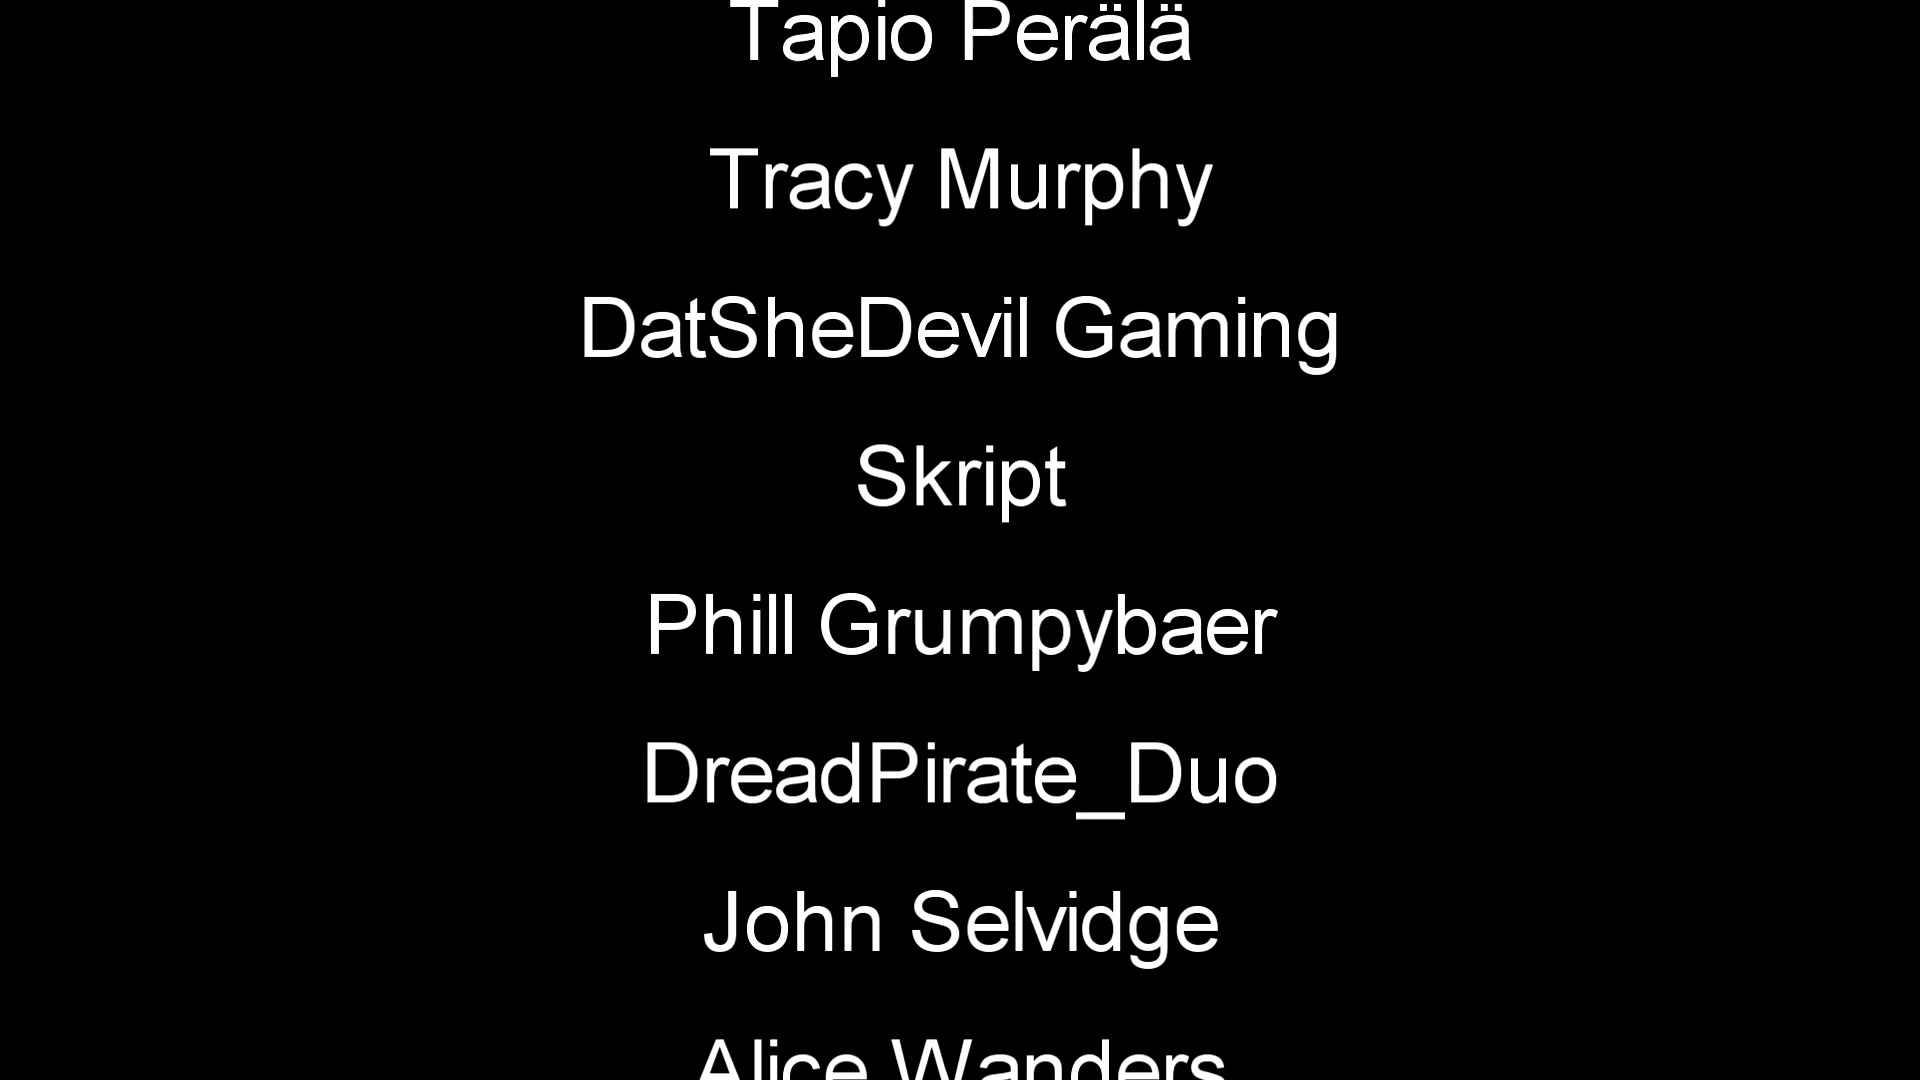 Tapio Perälä
Tracy Murphy
DatSheDevil Gaming
Skript
Phill Grumpybaer
DreadPirate_Duo
John Selvidge
Alice Wanders